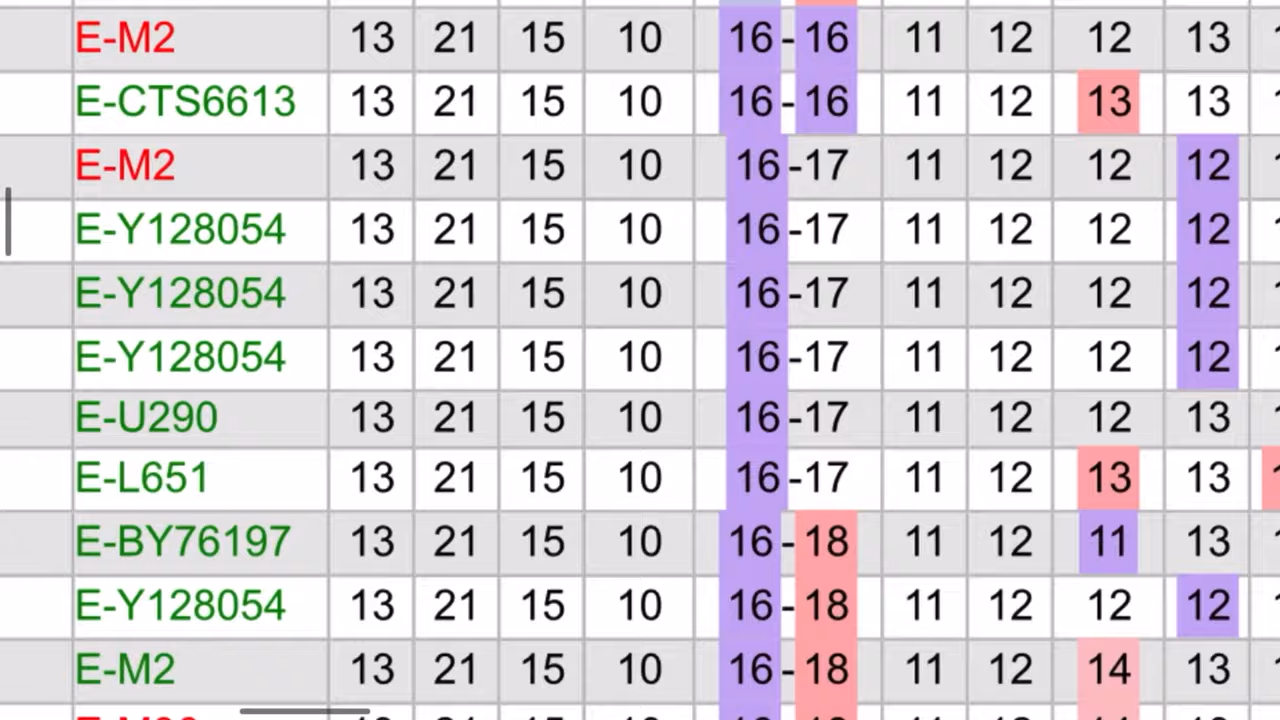 E-M2 13 21 15 10 16-16 11 12 12 13
E-CTS6613 13 21 15 10 16-16 11 12 13 13
E-M2 13 21 15 10 16-17 11 12 12 12
E-Y128054 13 21 15 10 16-17 11 12 12 12
E-Y128054 13 21 15 10 16-17 11 12 12 12
E-Y128054 13 21 15 10 16-17 11 12 12 12
E-U290 13 21 15 10 16-17 11 12 12 13
E-L651 13 21 15 10 16-17 11 12 13 13
E-BY76197 13 21 15 10 16-18 11 12 11 13
E-Y128054 13 21 15 10 16-18 11 12 12 12
E-M2 13 21 15 10 16-18 11 12 14 13